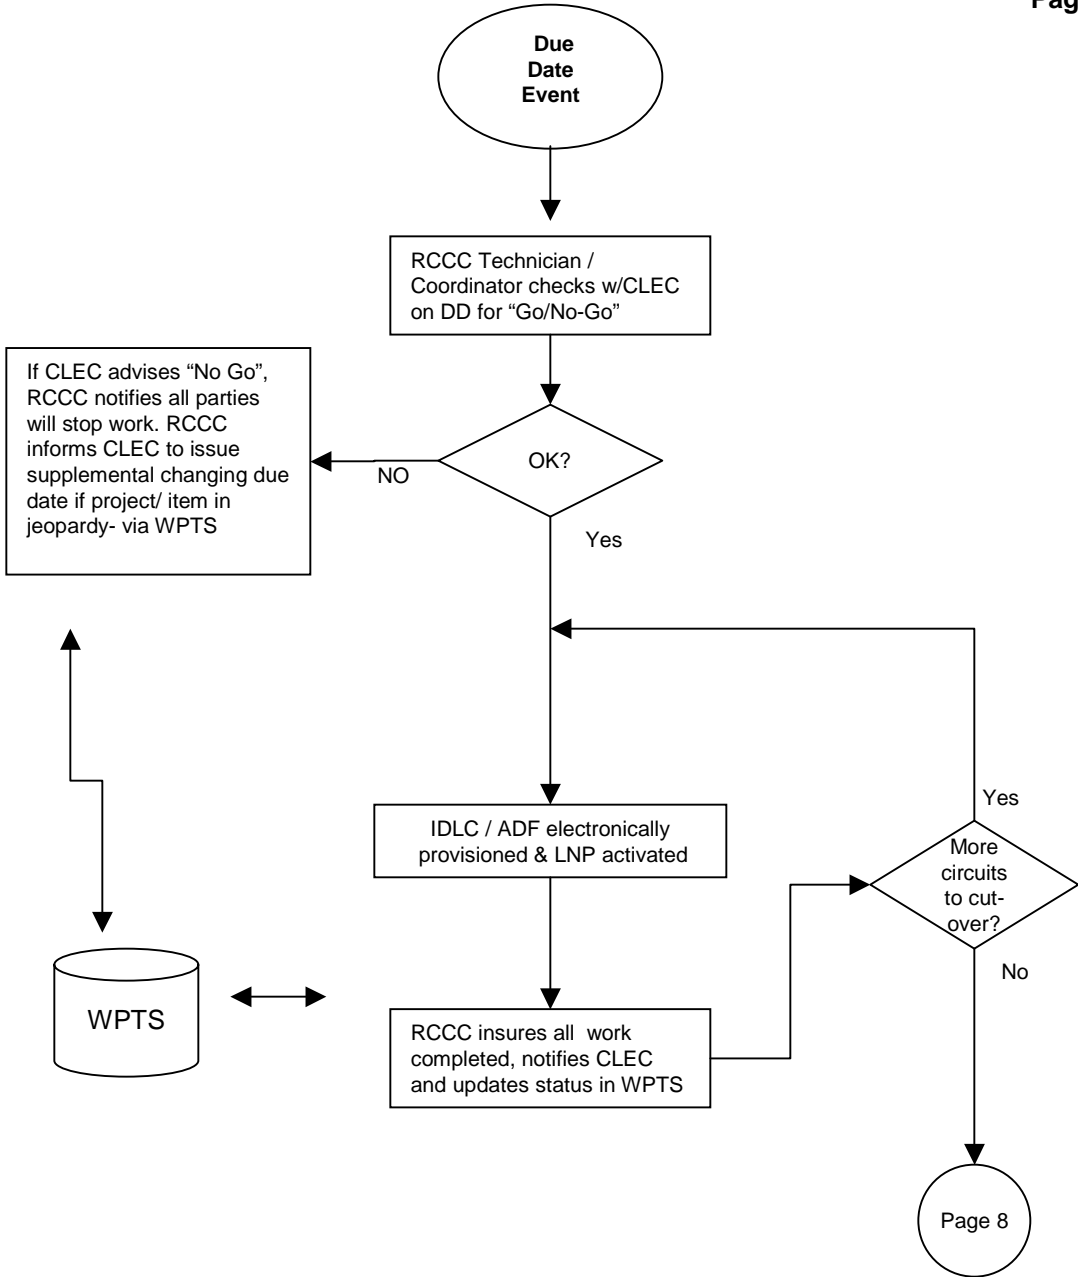 Pag
Due
Date
Event
RCCC Technician /
Coordinator checks w/CLEC
on DD for “Go/No-Go”
If CLEC advises “No Go”,
RCCC notifies all parties
will stop work. RCCC
informs CLEC to issue
supplemental changing due
date if project/ item in
jeopardy- via WPTS
OK?
NO
Yes
IDLC / ADF electronically
provisioned & LNP activated
Yes
More
circuits
to cut-
over?
No
WPTS
RCCC insures all  work
completed, notifies CLEC
and updates status in WPTS
Page 8